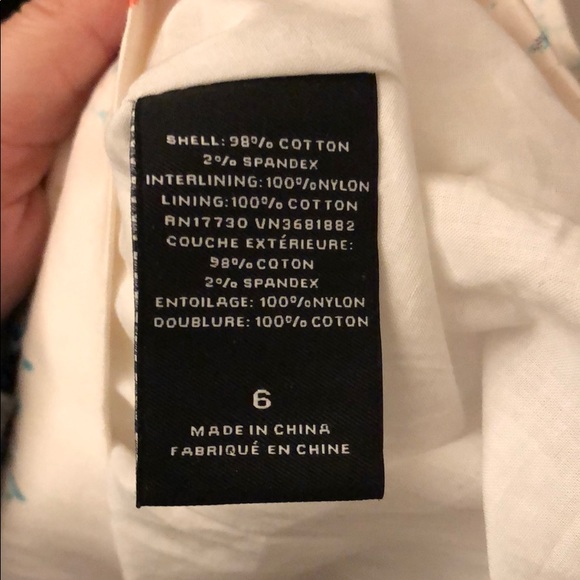 SHELL: 98% COTTON
2% SPANDEX
INTERLINING: 100% NYLON
LINING: 100% COTTON
RN17730 VN3681882
COUCHE EXTÉRIEURE:
98% COTON
2% SPANDEX
ENTOILAGE: 100% NYLON
DOUBLURE: 100% COTON
6
MADE IN CHINA
FABRIQUÉ EN CHINE